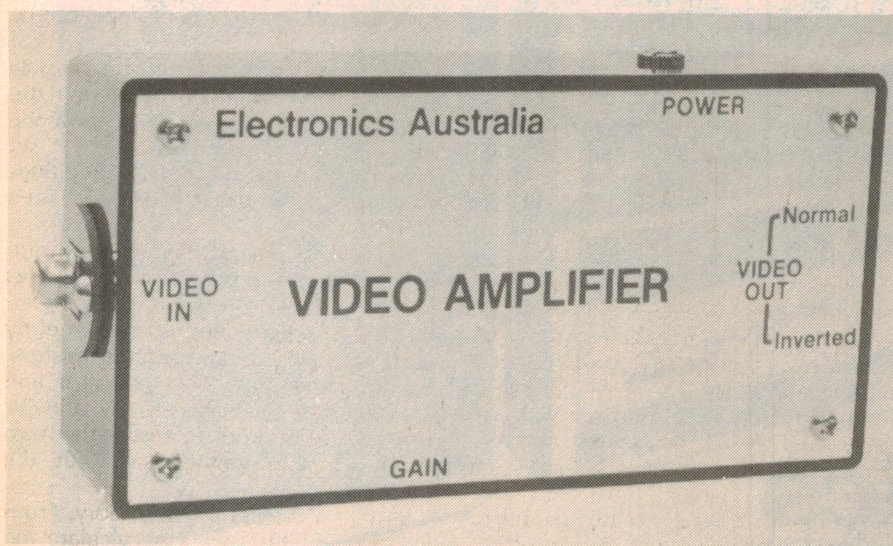 POWER
Electronics Australia
Normal
VIDEO
IN
VIDEO AMPLIFIER
VIDEO
OUT
Inverted
GAIN